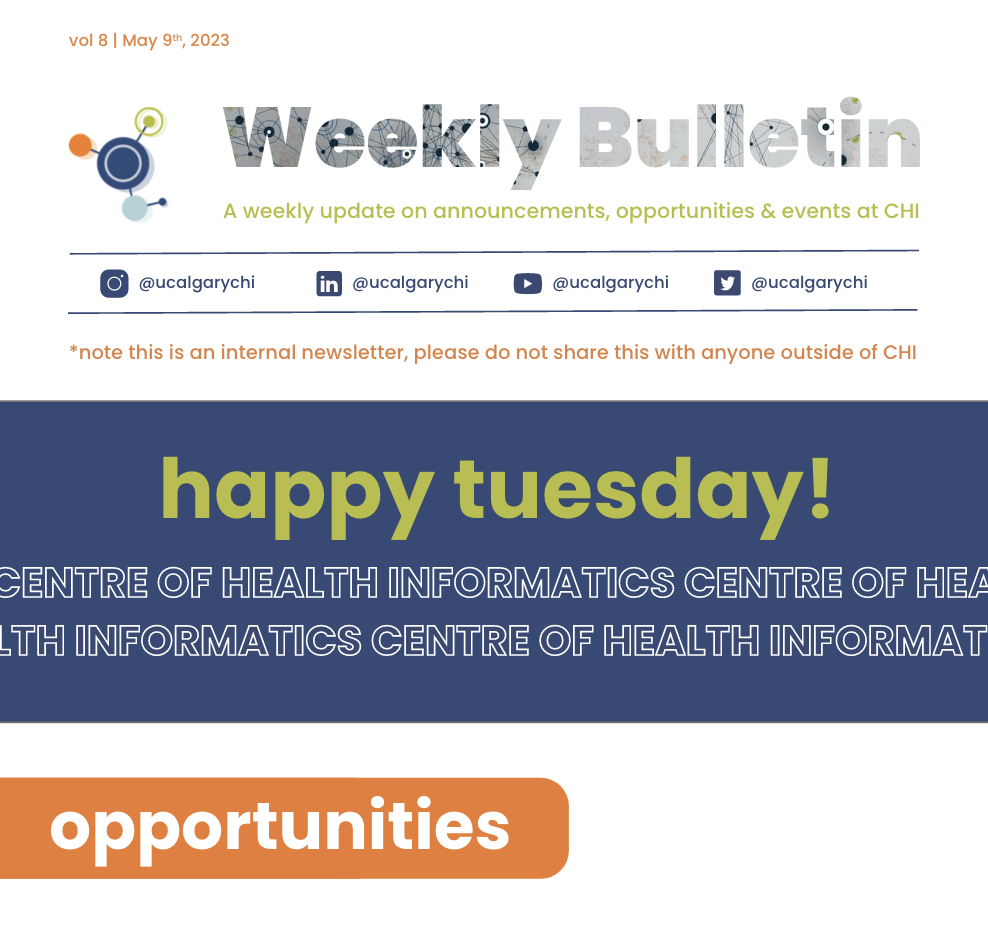 vol 8 | May 9th, 2023
Weekly Bulletin
A weekly update on announcements, opportunities & events at CHI
@ucalgarychi @ucalgarychi @ucalgarychi @ucalgarychi
*note this is an internal newsletter, please do not share this with anyone outside of CHI
happy tuesday!
CENTRE OF HEALTH INFORMATICS CENTRE OF HEA
LTH INFORMATICS CENTRE OF HEALTH INFORMAT
opportunities